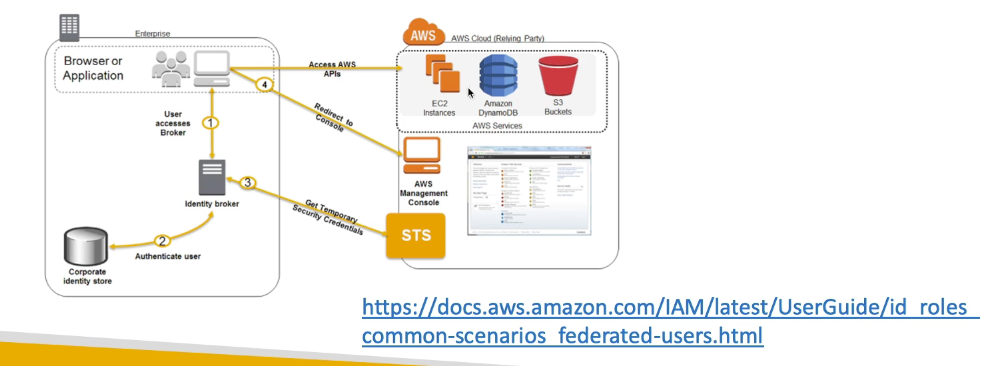 Enterprise
Browser or
Application
User
accesses
Broker
1
Identity broker
2
Authenticate user
Corporate
identity store
3
Get Temporary
Security Credentials
4
Access AWS
APIs
Redirect to
Console
AWS
AWS Cloud (Relying Party)
EC2
Instances
Amazon
DynamoDB
S3
Buckets
AWS Services
AWS
Management
Console
STS
https://docs.aws.amazon.com/IAM/latest/UserGuide/id_roles_
common-scenarios_federated-users.html